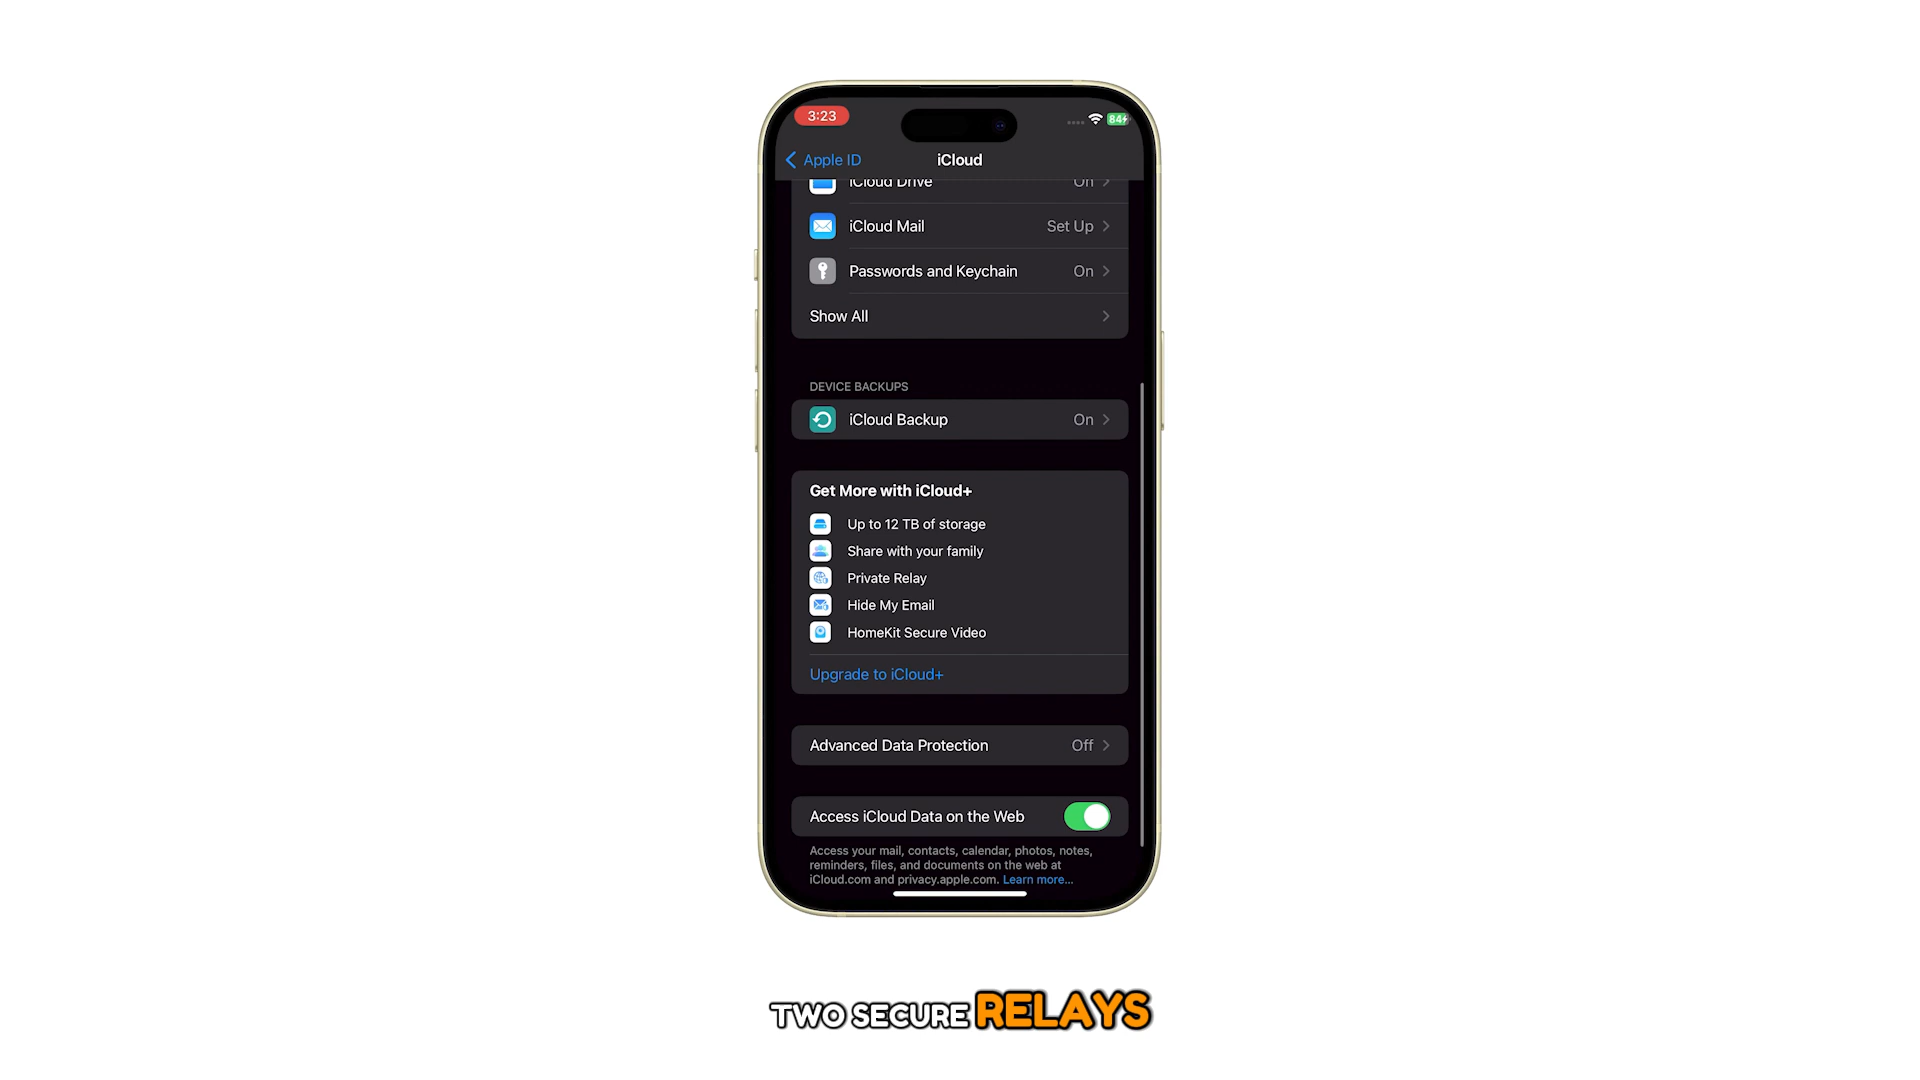 3:23
84
Apple ID
iCloud
iCloud Drive On
iCloud Mail Set Up
Passwords and Keychain On
Show All
DEVICE BACKUPS
iCloud Backup On
Get More with iCloud+
Up to 12 TB of storage
Share with your family
Private Relay
Hide My Email
HomeKit Secure Video
Upgrade to iCloud+
Advanced Data Protection Off
Access iCloud Data on the Web
Access your mail, contacts, calendar, photos, notes,
reminders, files, and documents on the web at
iCloud.com and privacy.apple.com. Learn more...
TWO SECURE RELAYS